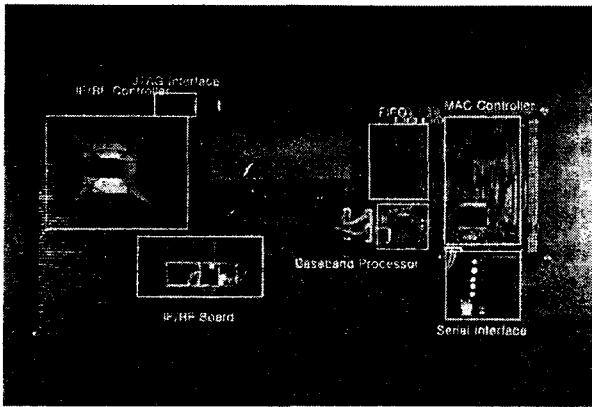 JTAG Interface
IF/RF Controller
FIFO
MAC Controller
Baseband Processor
IF/RF Board
Serial Interface